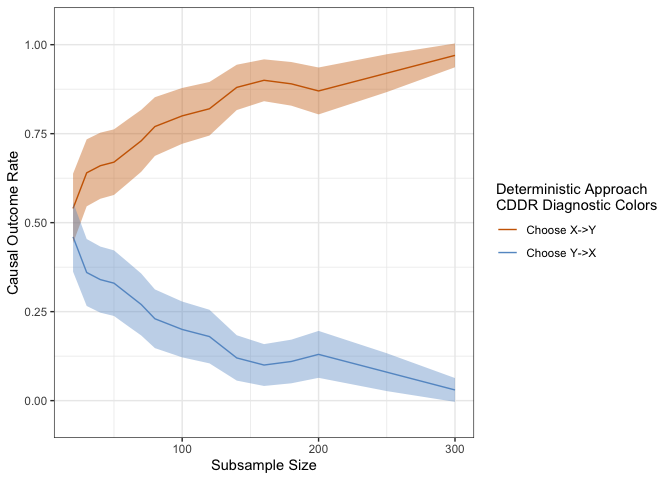 1.00
0.75
0.50
0.25
0.00
Causal Outcome Rate
100
200
300
Subsample Size
Deterministic Approach
CDDR Diagnostic Colors
Choose X->Y
Choose Y->X